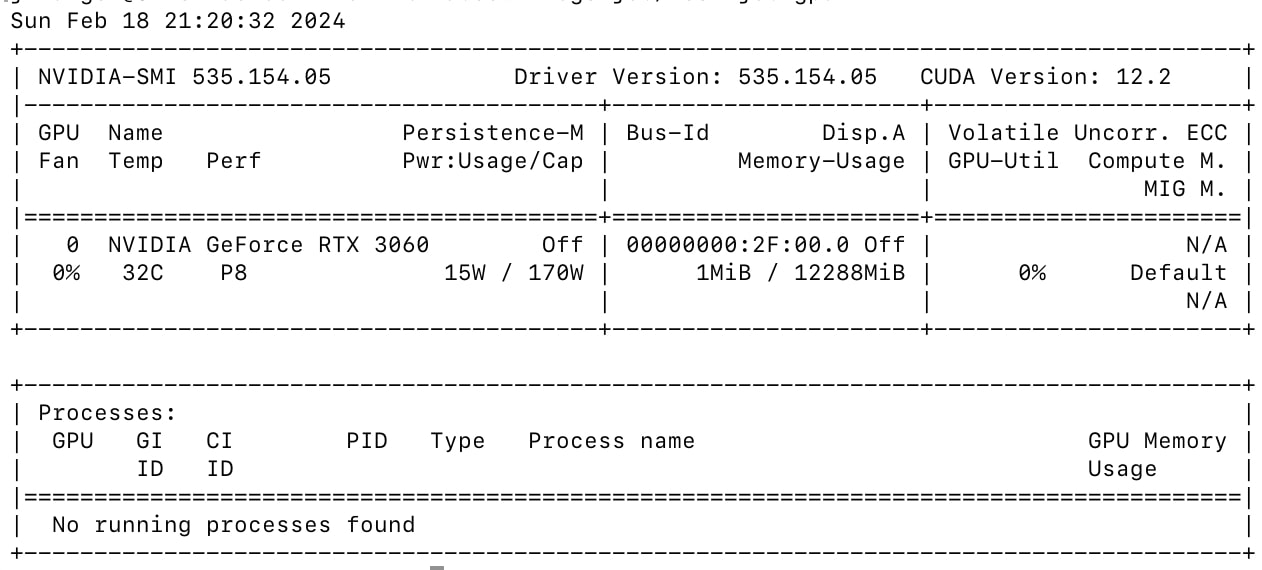 Sun Feb 18 21:20:32 2024
+---------------------------------------------------------------------------------------+
| NVIDIA-SMI 535.154.05             Driver Version: 535.154.05   CUDA Version: 12.2     |
|-----------------------------------------+----------------------+----------------------+
| GPU  Name                 Persistence-M | Bus-Id        Disp.A | Volatile Uncorr. ECC |
| Fan  Temp   Perf          Pwr:Usage/Cap |         Memory-Usage | GPU-Util  Compute M. |
|                                         |                      |               MIG M. |
|=========================================+======================+======================|
|   0  NVIDIA GeForce RTX 3060        Off | 00000000:2F:00.0 Off |                  N/A |
|  0%   32C    P8              15W / 170W |      1MiB / 12288MiB |      0%      Default |
|                                         |                      |                  N/A |
+-----------------------------------------+----------------------+----------------------+

+---------------------------------------------------------------------------------------+
| Processes:                                                                            |
|  GPU   GI   CI        PID   Type   Process name                            GPU Memory |
|        ID   ID                                                             Usage      |
|=======================================================================================|
|  No running processes found                                                           |
+---------------------------------------------------------------------------------------+